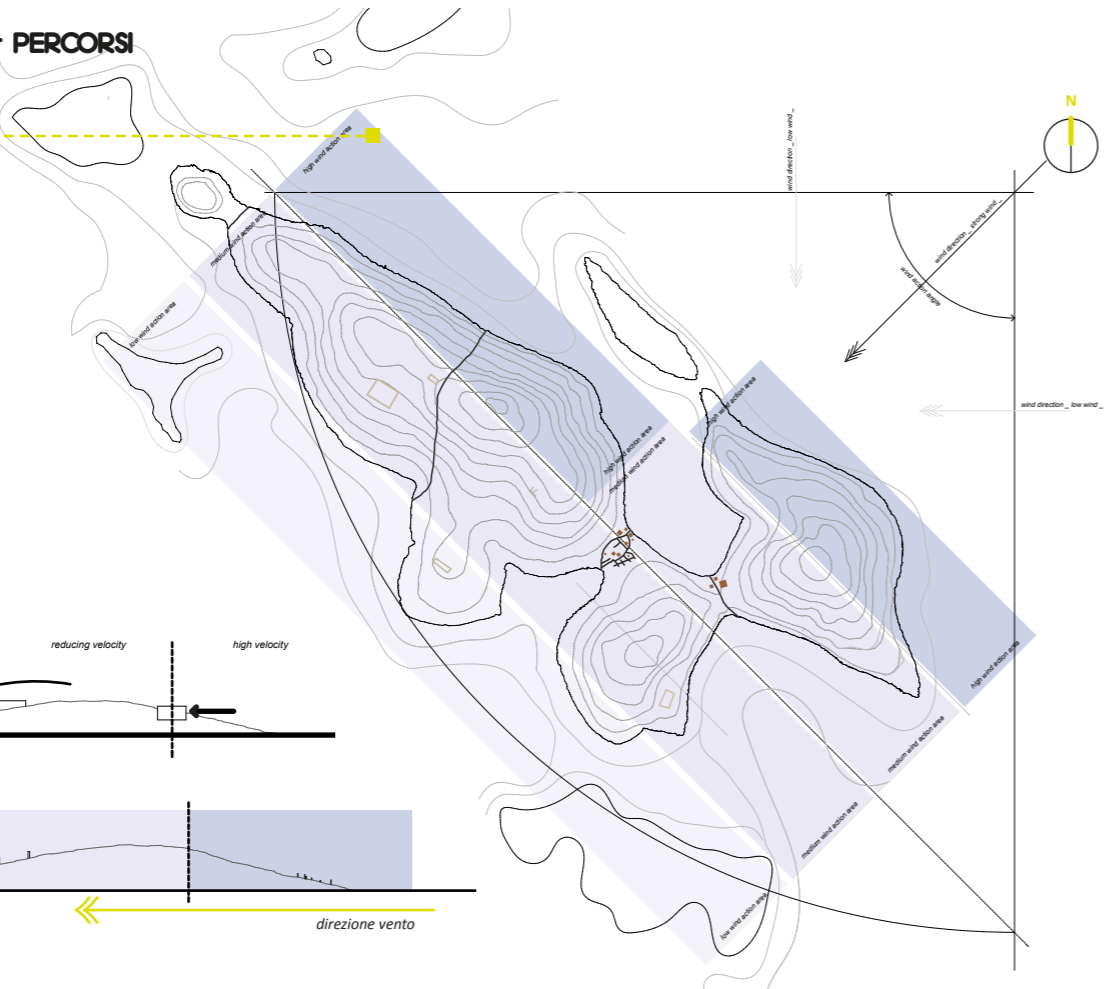 PERCORSI
N
high wind action area
wind direction _ low wind _
wind direction _ strong wind _
medium wind action area
wind action angle
low wind action area
high wind action area
wind direction _ low wind _
high wind action area
medium wind action area
reducing velocity
high velocity
high wind action area
medium wind action area
medium wind action area
low wind action area
direzione vento